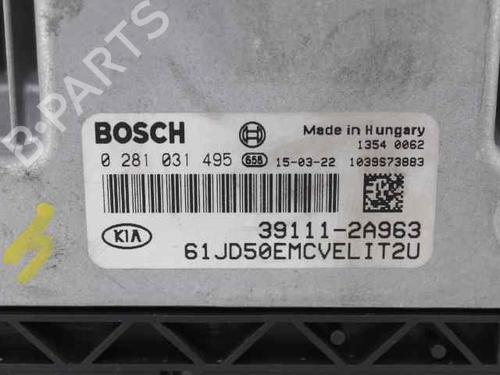 B-PARTS
BOSCH
Made in Hungary
1354 0062
0 281 031 495 658 15-03-22 1039S73883
39111-2A963
KIA
61JD50EMCVELIT2U